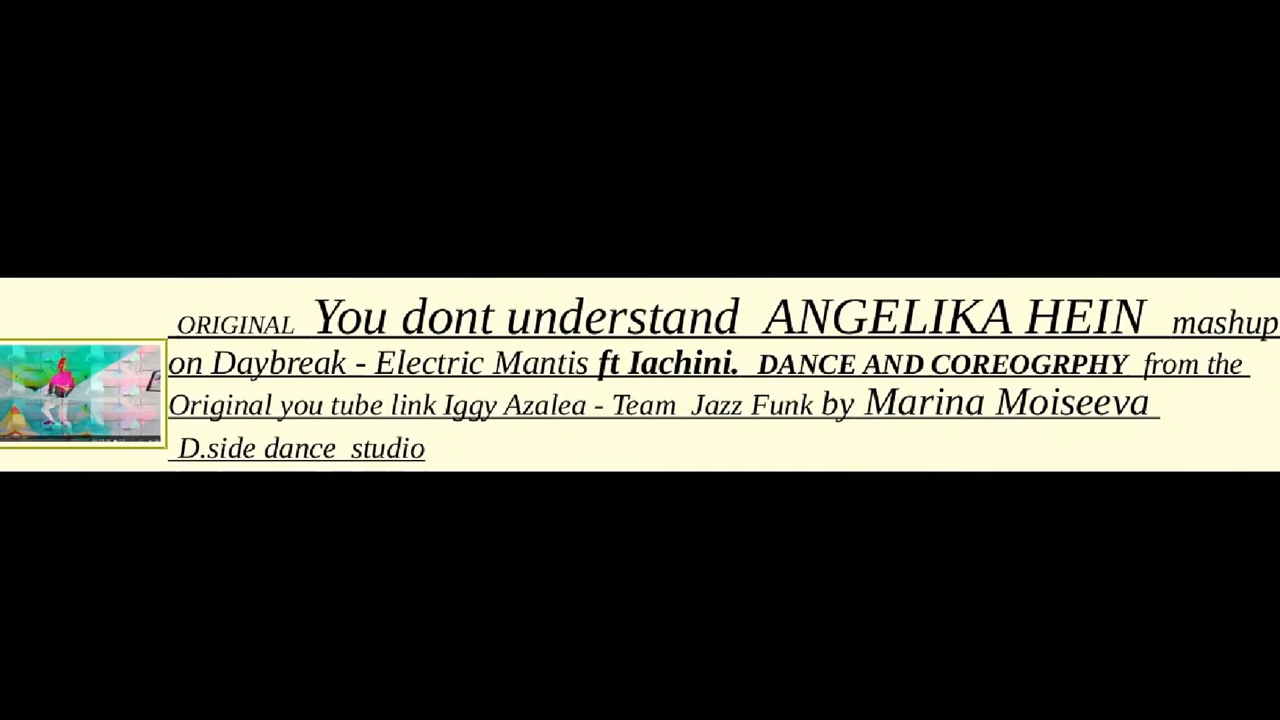 ORIGINAL You dont understand ANGELIKA HEIN mashup
on Daybreak - Electric Mantis ft Iachini. DANCE AND COREOGRPHY from the
Original you tube link Iggy Azalea - Team Jazz Funk by Marina Moiseeva
D.side dance studio